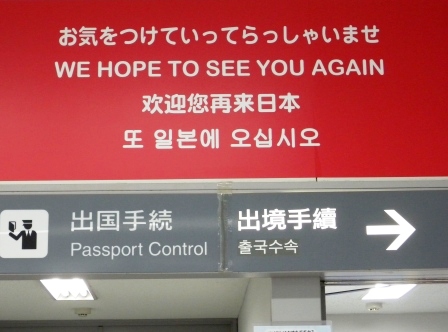 お気をつけていってらっしゃいませ
WE HOPE TO SEE YOU AGAIN
欢迎您再来日本
또 일본에 오십시오
出国手続 出境手續
Passport Control 출국수속